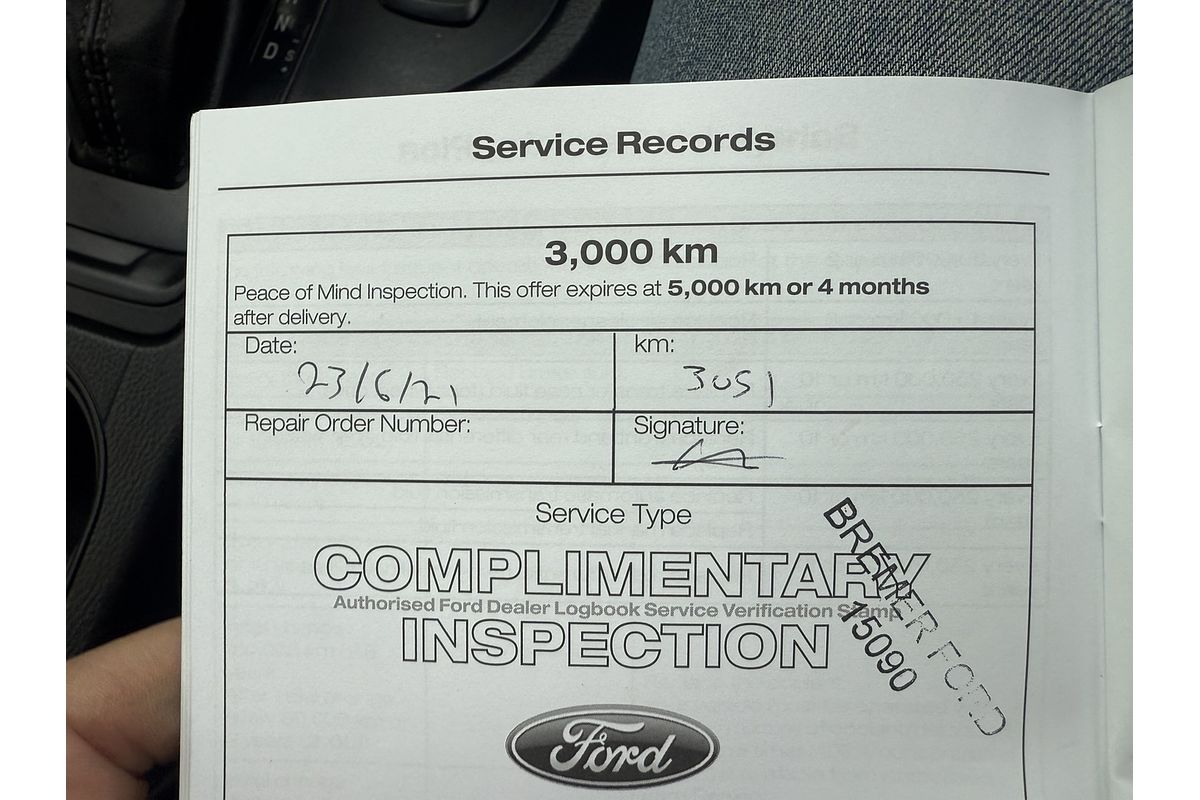 N
D S
Service Records
3,000 km
Peace of Mind Inspection. This offer expires at 5,000 km or 4 months
after delivery.
Date: km:
23/6/21 3051
Repair Order Number: Signature:
Service Type
COMPLIMENTARY
Authorised Ford Dealer Logbook Service Verification Stamp
INSPECTION
BREMER FORD
15090
Ford